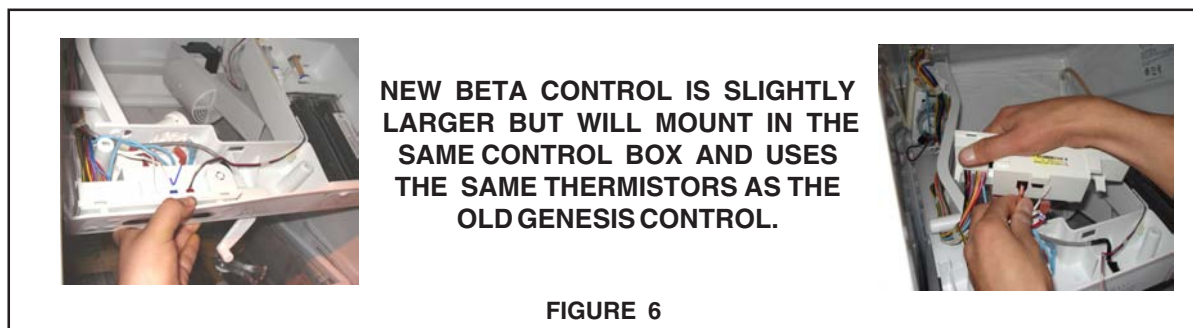 NEW BETA CONTROL IS SLIGHTLY
LARGER BUT WILL MOUNT IN THE
SAME CONTROL BOX AND USES
THE SAME THERMISTORS AS THE
OLD GENESIS CONTROL.
FIGURE 6